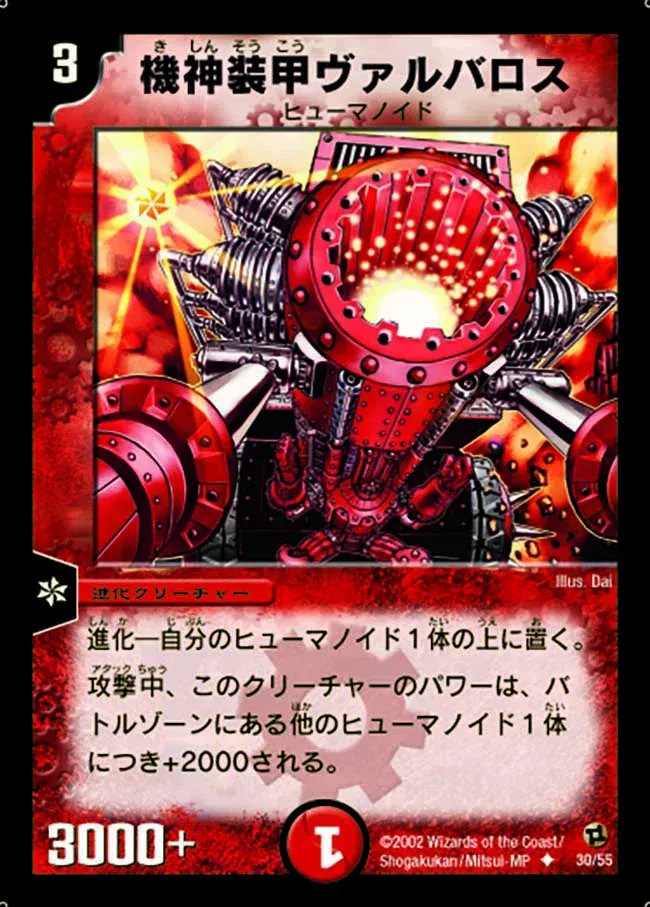 3
き しん そう こう
機神装甲ヴァルバロス
ヒューマノイド
Illus. Dai
進化クリーチャー
しん か じ ぶん たい うえ お
進化—自分のヒューマノイド1体の上に置く。
アタック ちゅう
攻撃中、このクリーチャーのパワーは、バ
ほか たい
トルゾーンにある他のヒューマノイド1体
につき+2000される。
3000+
1
©2002 Wizards of the Coast/
Shogakukan/Mitsui-MP
30/55